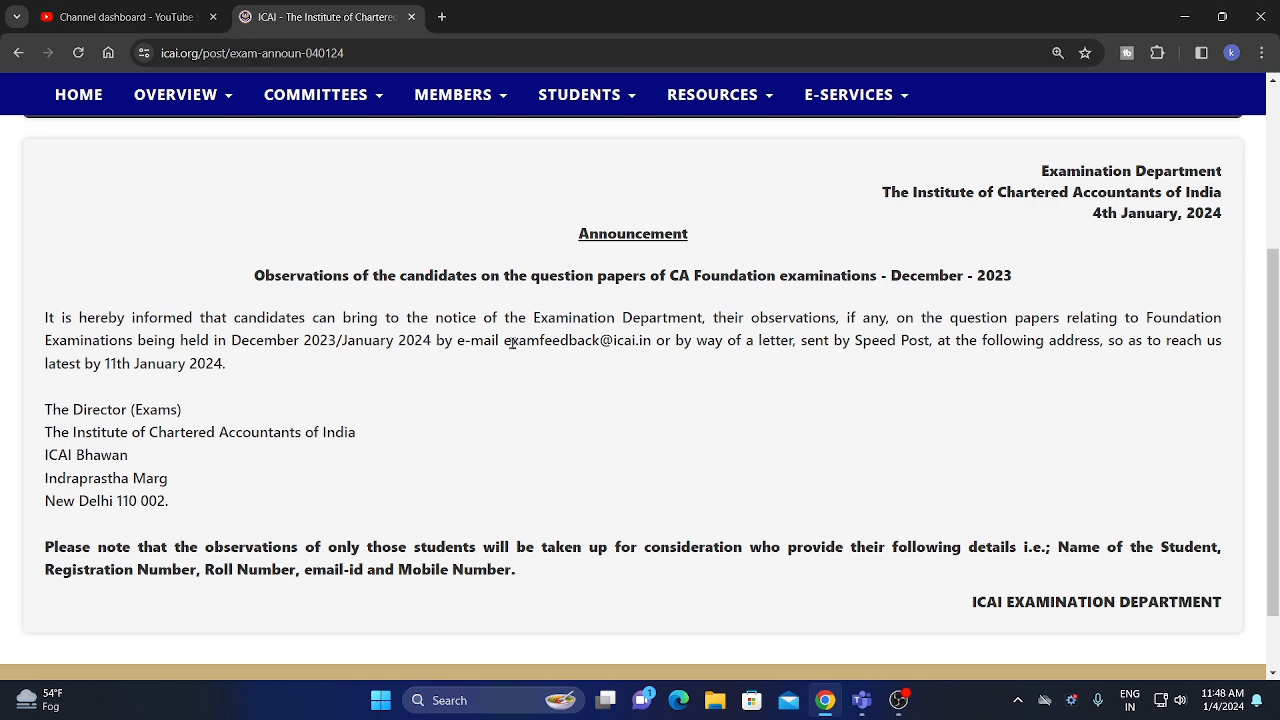 Channel dashboard - YouTube
ICAI - The Institute of Chartered
icai.org/post/exam-announ-040124
k
HOME OVERVIEW COMMITTEES MEMBERS STUDENTS RESOURCES E-SERVICES
Examination Department
The Institute of Chartered Accountants of India
4th January, 2024
Announcement
Observations of the candidates on the question papers of CA Foundation examinations - December - 2023
It is hereby informed that candidates can bring to the notice of the Examination Department, their observations, if any, on the question papers relating to Foundation
Examinations being held in December 2023/January 2024 by e-mail examfeedback@icai.in or by way of a letter, sent by Speed Post, at the following address, so as to reach us
latest by 11th January 2024.
The Director (Exams)
The Institute of Chartered Accountants of India
ICAI Bhawan
Indraprastha Marg
New Delhi 110 002.
Please note that the observations of only those students will be taken up for consideration who provide their following details i.e.; Name of the Student,
Registration Number, Roll Number, email-id and Mobile Number.
ICAI EXAMINATION DEPARTMENT
54°F
Fog
Search
1
ENG
IN
11:48 AM
1/4/2024